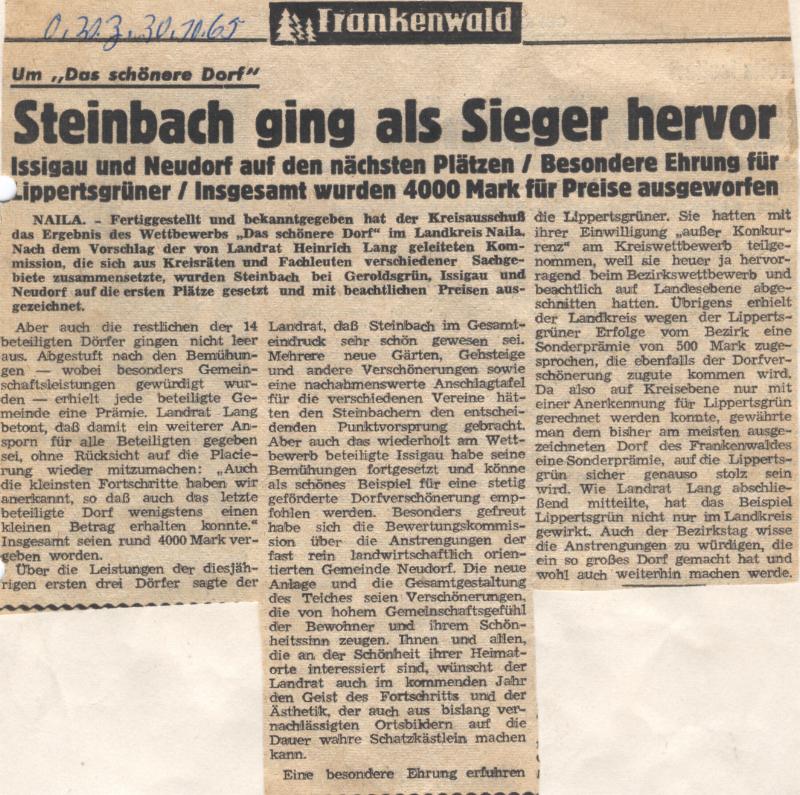 Frankenwald
30.10.65
Um „Das schönere Dorf"
Steinbach ging als Sieger hervor
Issigau und Neudorf auf den nächsten Plätzen / Besondere Ehrung für
Lippertsgrüner / Insgesamt wurden 4000 Mark für Preise ausgeworfen
NAILA. – Fertiggestellt und bekanntgegeben hat der Kreisausschuß
das Ergebnis des Wettbewerbs „Das schönere Dorf" im Landkreis Naila.
Nach dem Vorschlag der von Landrat Heinrich Lang geleiteten Kom-
mission, die sich aus Kreisräten und Fachleuten verschiedener Sachge-
biete zusammensetzte, wurden Steinbach bei Geroldsgrün, Issigau und
Neudorf auf die ersten Plätze gesetzt und mit beachtlichen Preisen aus-
gezeichnet.
Aber auch die restlichen der 14
beteiligten Dörfer gingen nicht leer
aus. Abgestuft nach den Bemühun-
gen — wobei besonders Gemein-
schaftsleistungen gewürdigt wur-
den — erhielt jede beteiligte Ge-
meinde eine Prämie. Landrat Lang
betont, daß damit ein weiterer An-
sporn für alle Beteiligten gegeben
sei, ohne Rücksicht auf die Placie-
rung wieder mitzumachen: „Auch
die kleinsten Fortschritte haben wir
anerkannt, so daß auch das letzte
beteiligte Dorf wenigstens einen
kleinen Betrag erhalten konnte."
Insgesamt seien rund 4000 Mark ver-
geben worden.
Über die Leistungen der diesjäh-
rigen ersten drei Dörfer sagte der
Landrat, daß Steinbach im Gesamt-
eindruck sehr schön gewesen sei.
Mehrere neue Gärten, Gehsteige
und andere Verschönerungen sowie
eine nachahmenswerte Anschlagtafel
für die verschiedenen Vereine hät-
ten den Steinbachern den entschei-
denden Punktvorsprung gebracht.
Aber auch das wiederholt am Wett-
bewerb beteiligte Issigau habe seine
Bemühungen fortgesetzt und könne
als schönes Beispiel für eine stetig
geförderte Dorfverschönerung emp-
fohlen werden. Besonders gefreut
habe sich die Bewertungskommis-
sion über die Anstrengungen der
fast rein landwirtschaftlich orien-
tierten Gemeinde Neudorf. Die neue
Anlage und die Gesamtgestaltung
des Teiches seien Verschönerungen,
die von hohem Gemeinschaftsgefühl
der Bewohner und ihrem Schön-
heitssinn zeugen. Ihnen und allen,
die an der Schönheit ihrer Heimat-
orte interessiert sind, wünscht der
Landrat auch im kommenden Jahr
den Geist des Fortschritts und der
Ästhetik, der auch aus bislang ver-
nachlässigten Ortsbildern auf die
Dauer wahre Schatzkästlein machen
kann.
Eine besondere Ehrung erfuhren
die Lippertsgrüner. Sie hatten mit
ihrer Einwilligung „außer Konkur-
renz" am Kreiswettbewerb teilge-
nommen, weil sie heuer ja hervor-
ragend beim Bezirkswettbewerb und
beachtlich auf Landesebene abge-
schnitten hatten. Übrigens erhielt
der Landkreis wegen der Lipperts-
grüner Erfolge vom Bezirk eine
Sonderprämie von 500 Mark zuge-
sprochen, die ebenfalls der Dorfver-
schönerung zugute kommen wird.
Da also auf Kreisebene nur mit
einer Anerkennung für Lippertsgrün
gerechnet werden konnte, gewährte
man dem bisher am meisten ausge-
zeichneten Dorf des Frankenwaldes
eine Sonderprämie, auf die Lipperts-
grün sicher genauso stolz sein
wird. Wie Landrat Lang abschlie-
ßend mitteilte, hat das Beispiel
Lippertsgrün nicht nur im Landkreis
gewirkt. Auch der Bezirkstag wisse
die Anstrengungen zu würdigen, die
ein so großes Dorf gemacht hat und
wohl auch weiterhin machen werde.